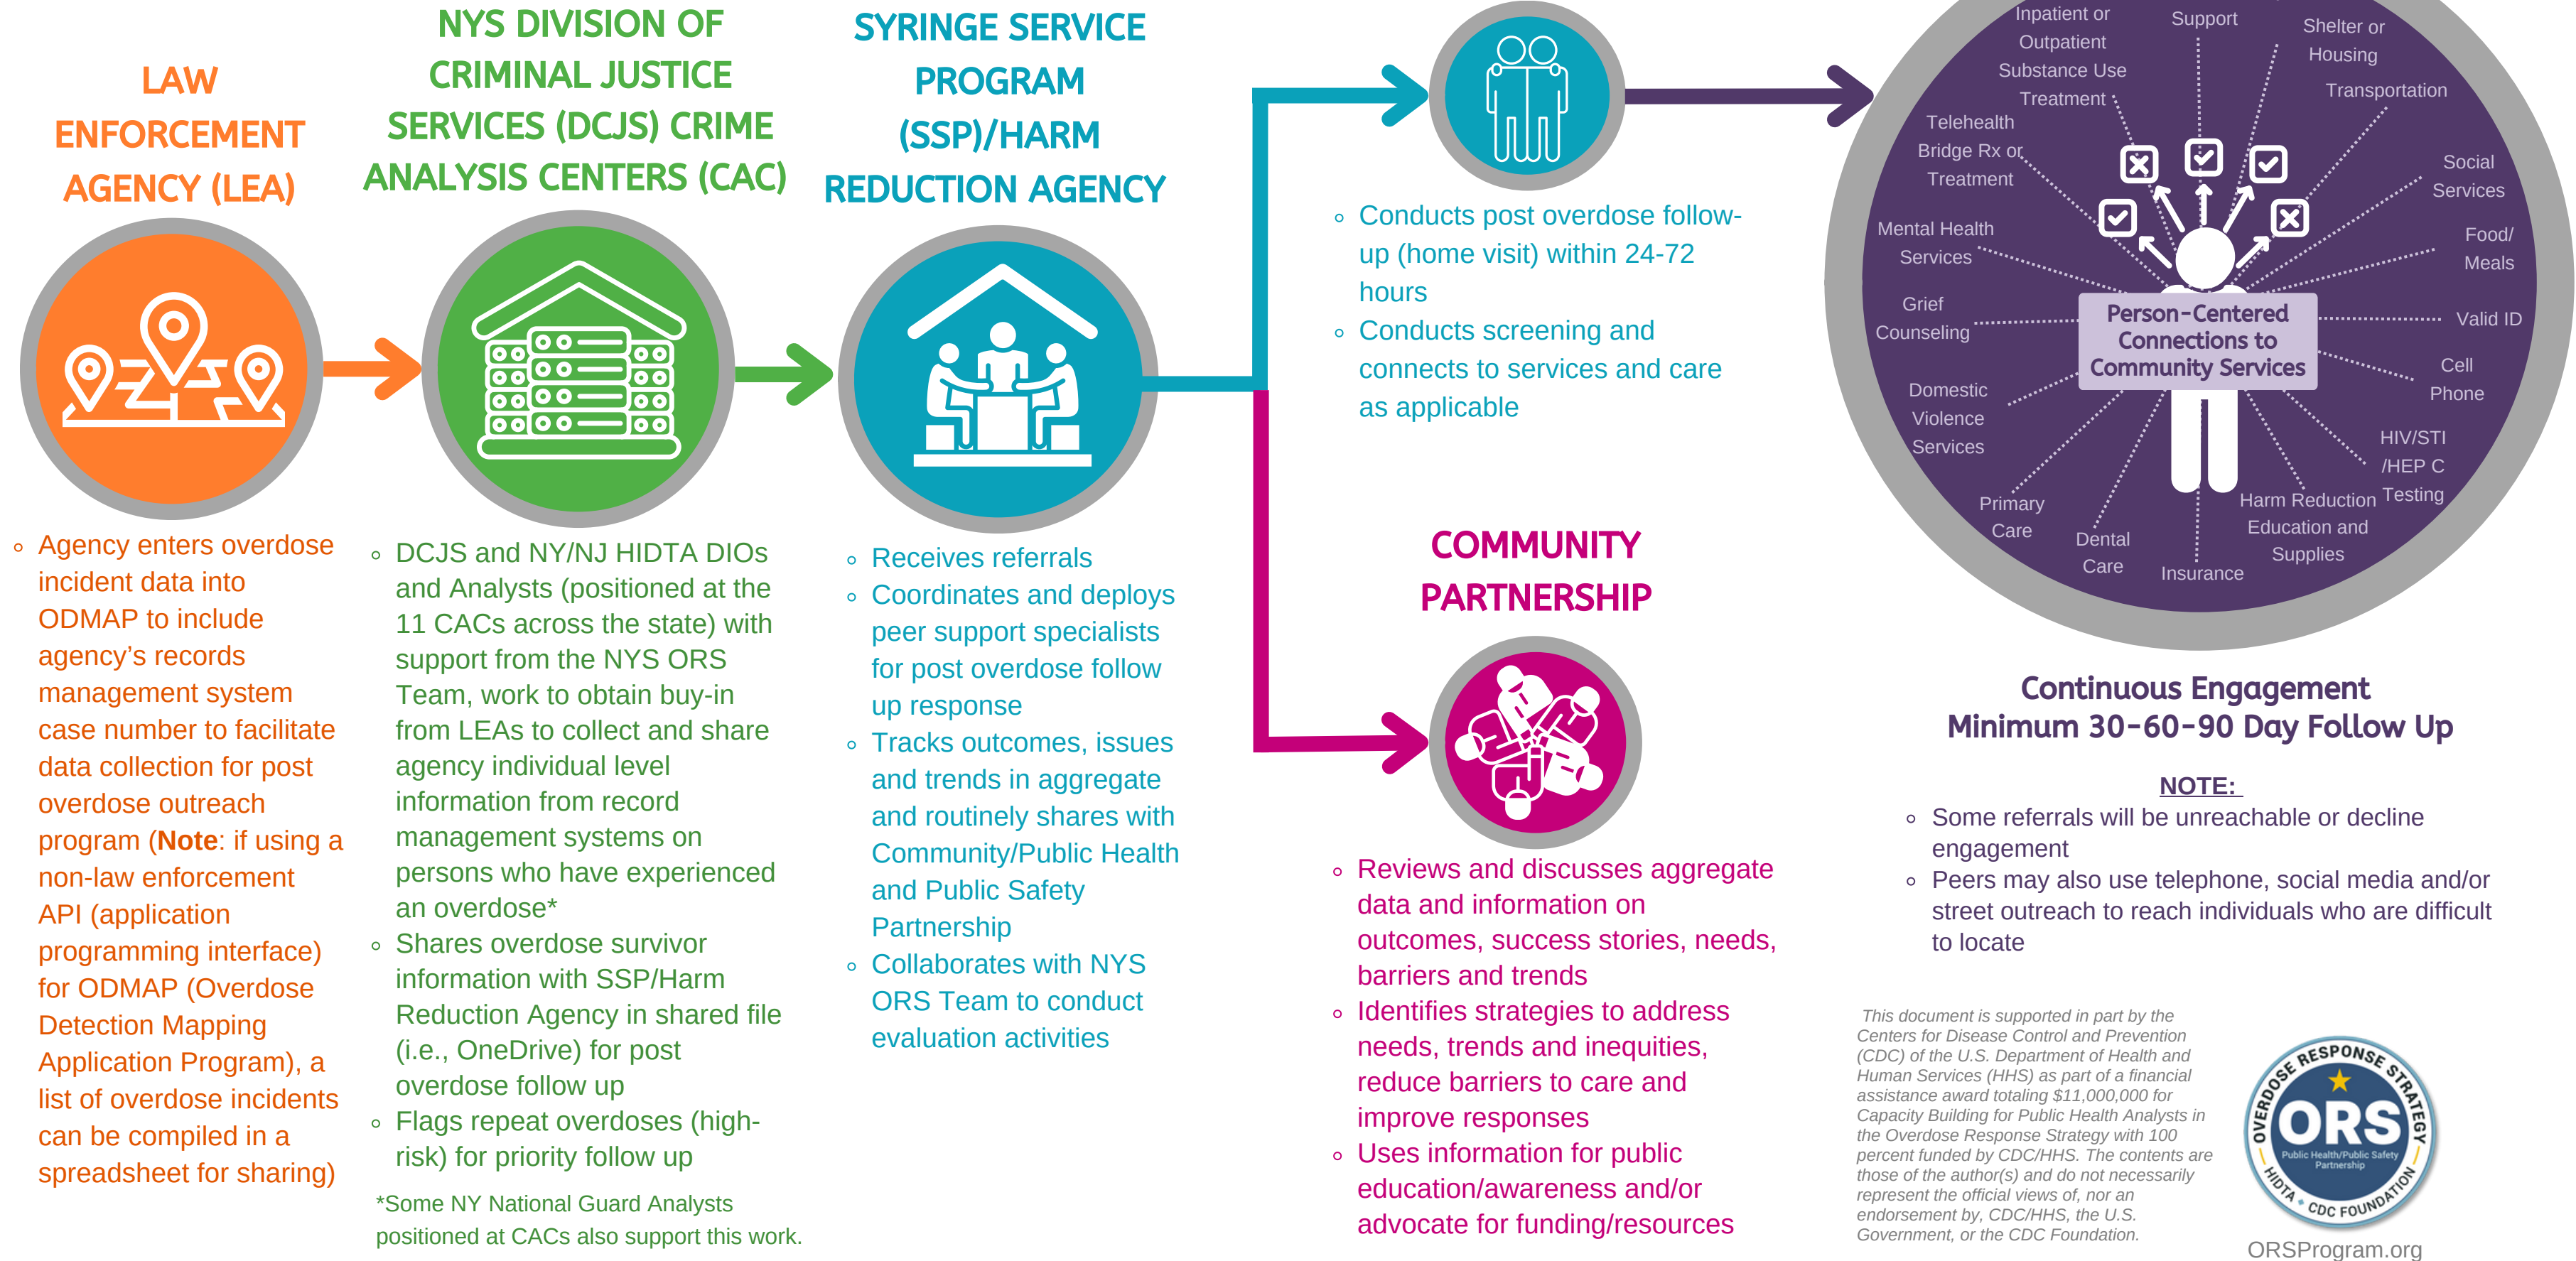 LAW
ENFORCEMENT
AGENCY (LEA)
Agency enters overdose
incident data into
ODMAP to include
agency’s records
management system
case number to facilitate
data collection for post
overdose outreach
program (Note: if using a
non-law enforcement
API (application
programming interface)
for ODMAP (Overdose
Detection Mapping
Application Program), a
list of overdose incidents
can be compiled in a
spreadsheet for sharing)
NYS DIVISION OF
CRIMINAL JUSTICE
SERVICES (DCJS) CRIME
ANALYSIS CENTERS (CAC)
DCJS and NY/NJ HIDTA DIOs
and Analysts (positioned at the
11 CACs across the state) with
support from the NYS ORS
Team, work to obtain buy-in
from LEAs to collect and share
agency individual level
information from record
management systems on
persons who have experienced
an overdose*
Shares overdose survivor
information with SSP/Harm
Reduction Agency in shared file
(i.e., OneDrive) for post
overdose follow up
Flags repeat overdoses (high-
risk) for priority follow up
*Some NY National Guard Analysts
positioned at CACs also support this work.
SYRINGE SERVICE
PROGRAM
(SSP)/HARM
REDUCTION AGENCY
Receives referrals
Coordinates and deploys
peer support specialists
for post overdose follow
up response
Tracks outcomes, issues
and trends in aggregate
and routinely shares with
Community/Public Health
and Public Safety
Partnership
Collaborates with NYS
ORS Team to conduct
evaluation activities
Conducts post overdose follow-
up (home visit) within 24-72
hours
Conducts screening and
connects to services and care
as applicable
COMMUNITY
PARTNERSHIP
Reviews and discusses aggregate
data and information on
outcomes, success stories, needs,
barriers and trends
Identifies strategies to address
needs, trends and inequities,
reduce barriers to care and
improve responses
Uses information for public
education/awareness and/or
advocate for funding/resources
Inpatient or
Outpatient
Substance Use
Treatment
Support
Shelter or
Housing
Transportation
Telehealth
Bridge Rx or
Treatment
Social
Services
Mental Health
Services
Food/
Meals
Grief
Counseling
Person-Centered
Connections to
Community Services
Valid ID
Cell
Phone
Domestic
Violence
Services
HIV/STI
/HEP C
Testing
Primary
Care
Dental
Care
Insurance
Harm Reduction
Education and
Supplies
Continuous Engagement
Minimum 30-60-90 Day Follow Up
NOTE:
Some referrals will be unreachable or decline
engagement
Peers may also use telephone, social media and/or
street outreach to reach individuals who are difficult
to locate
This document is supported in part by the
Centers for Disease Control and Prevention
(CDC) of the U.S. Department of Health and
Human Services (HHS) as part of a financial
assistance award totaling $11,000,000 for
Capacity Building for Public Health Analysts in
the Overdose Response Strategy with 100
percent funded by CDC/HHS. The contents are
those of the author(s) and do not necessarily
represent the official views of, nor an
endorsement by, CDC/HHS, the U.S.
Government, or the CDC Foundation.
OVERDOSE RESPONSE STRATEGY
ORS
Public Health/Public Safety
Partnership
HIDTA CDC FOUNDATION
ORSProgram.org